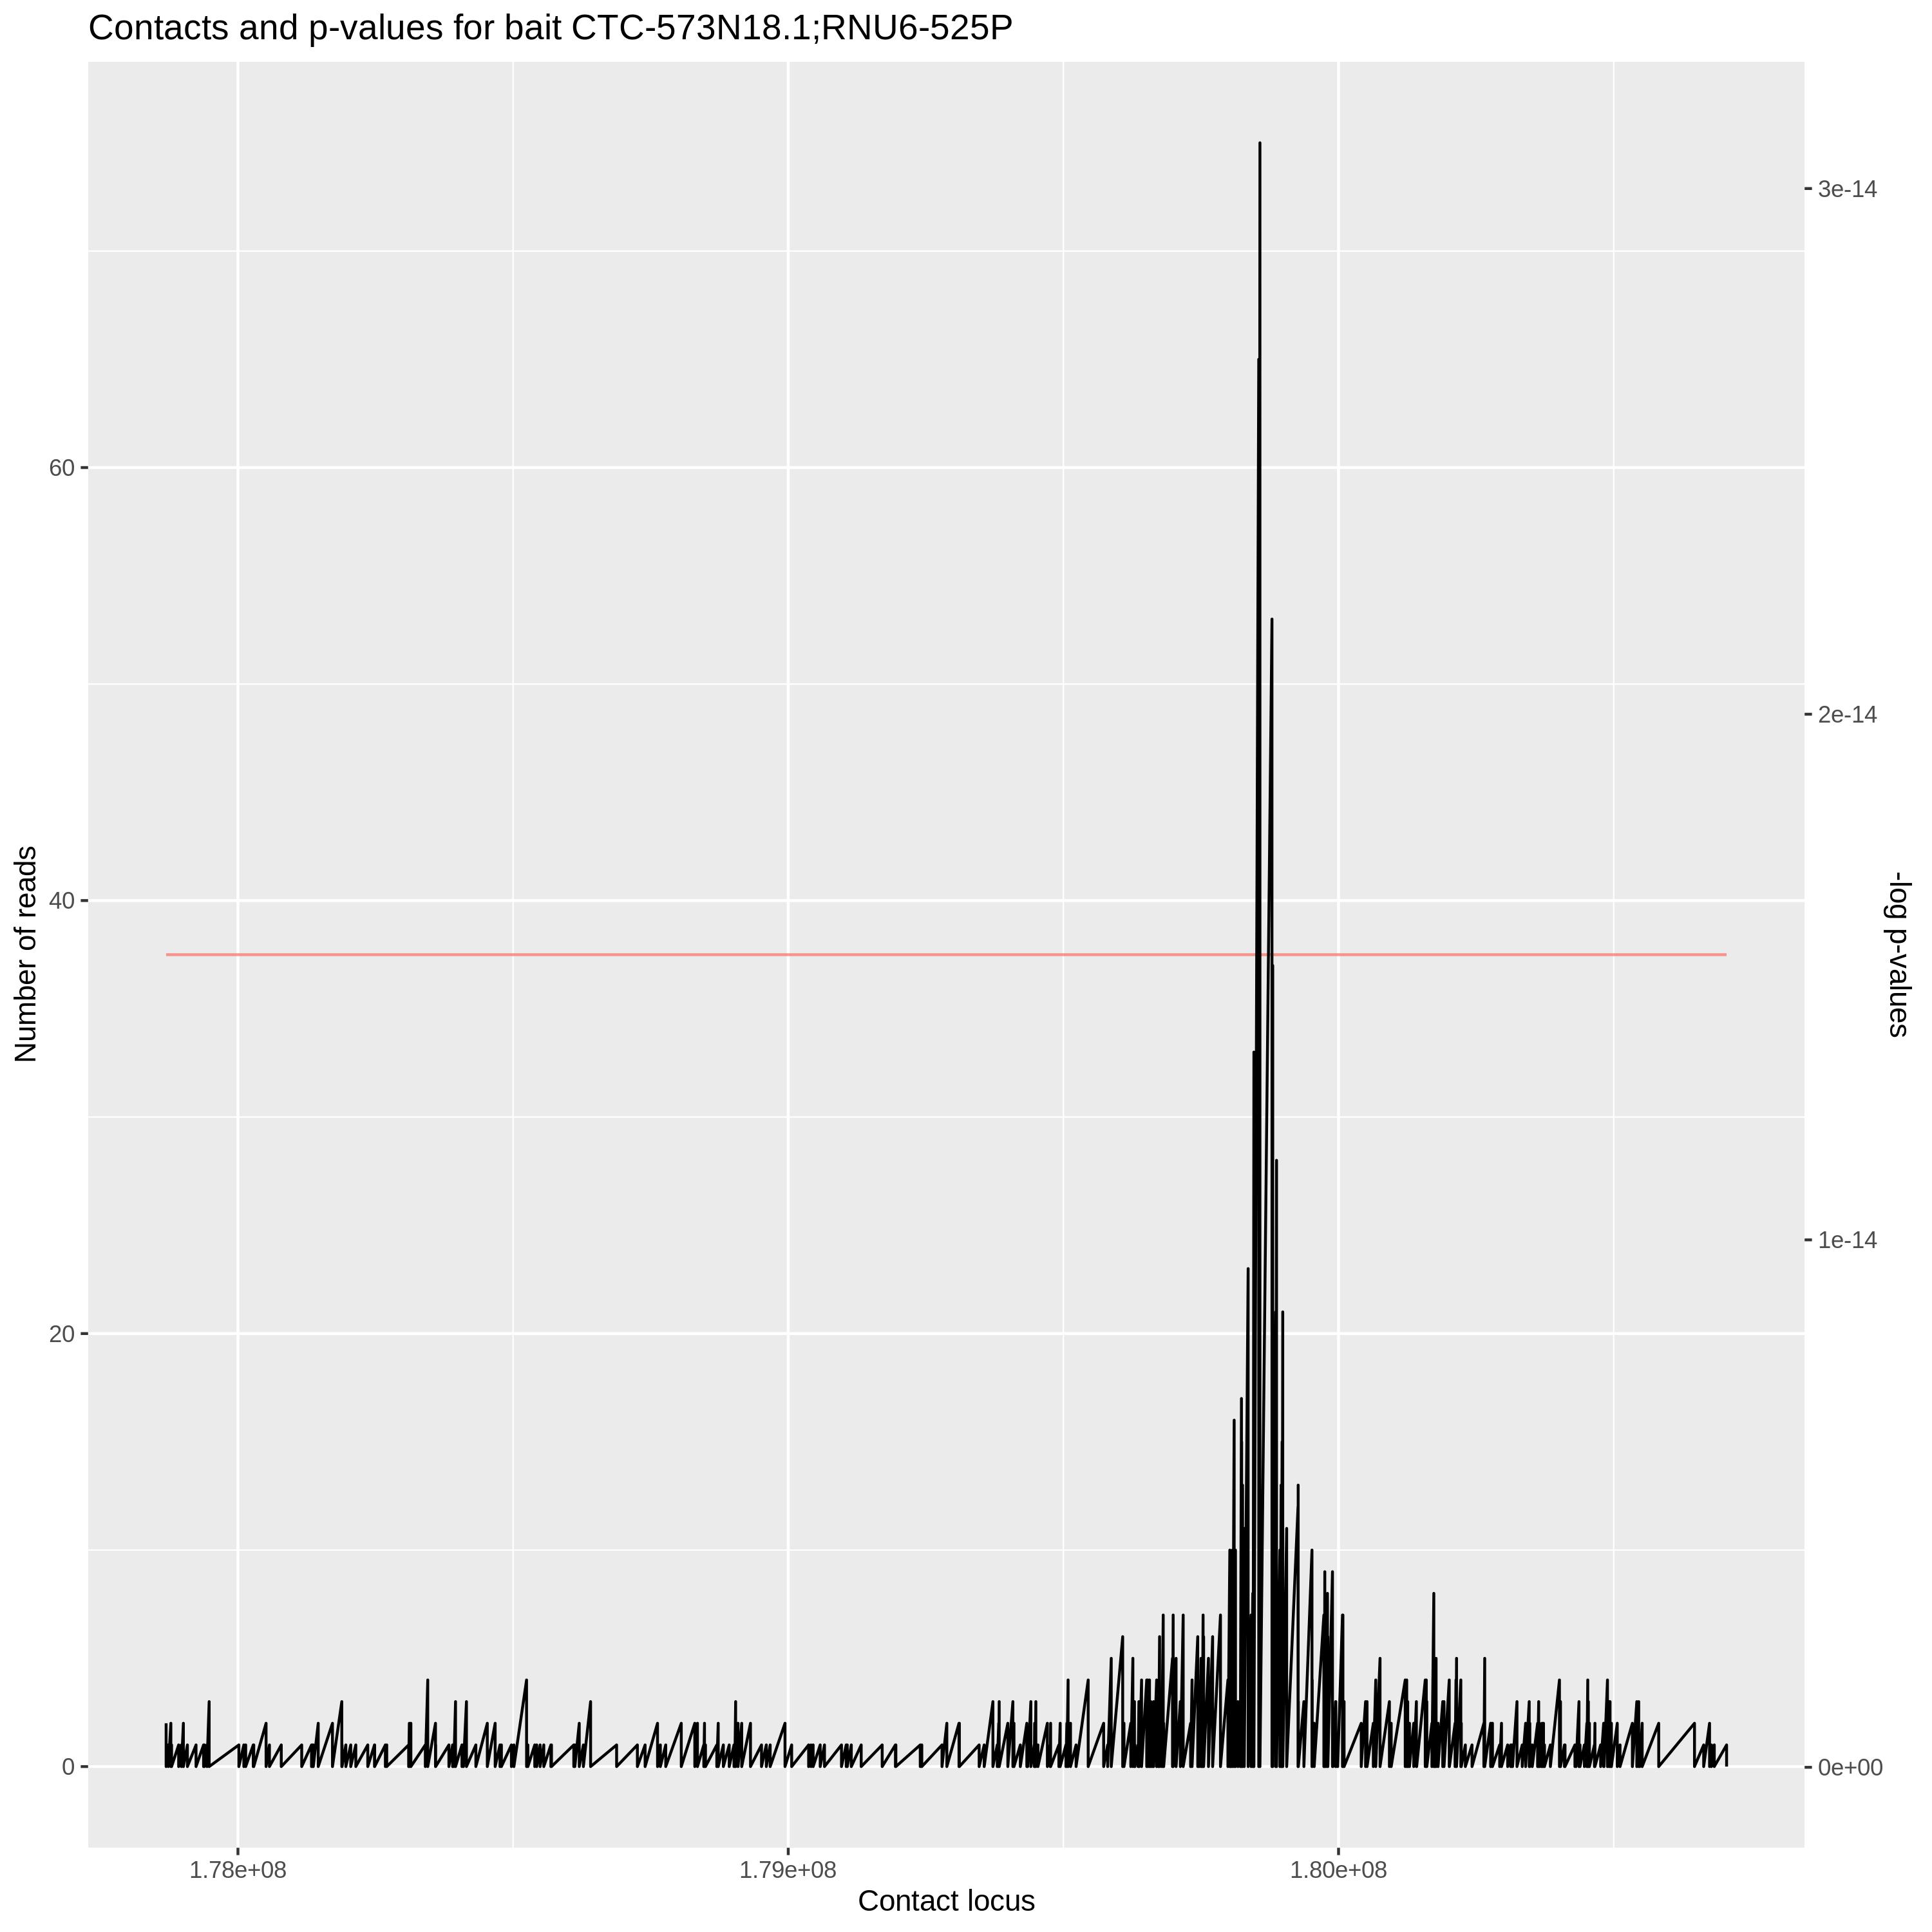 Contacts and p-values for bait CTC-573N18.1;RNU6-525P
Number of reads
60
40
20
0
3e-14
2e-14
1e-14
0e+00
-log p-values
1.78e+08
1.79e+08
1.80e+08
Contact locus